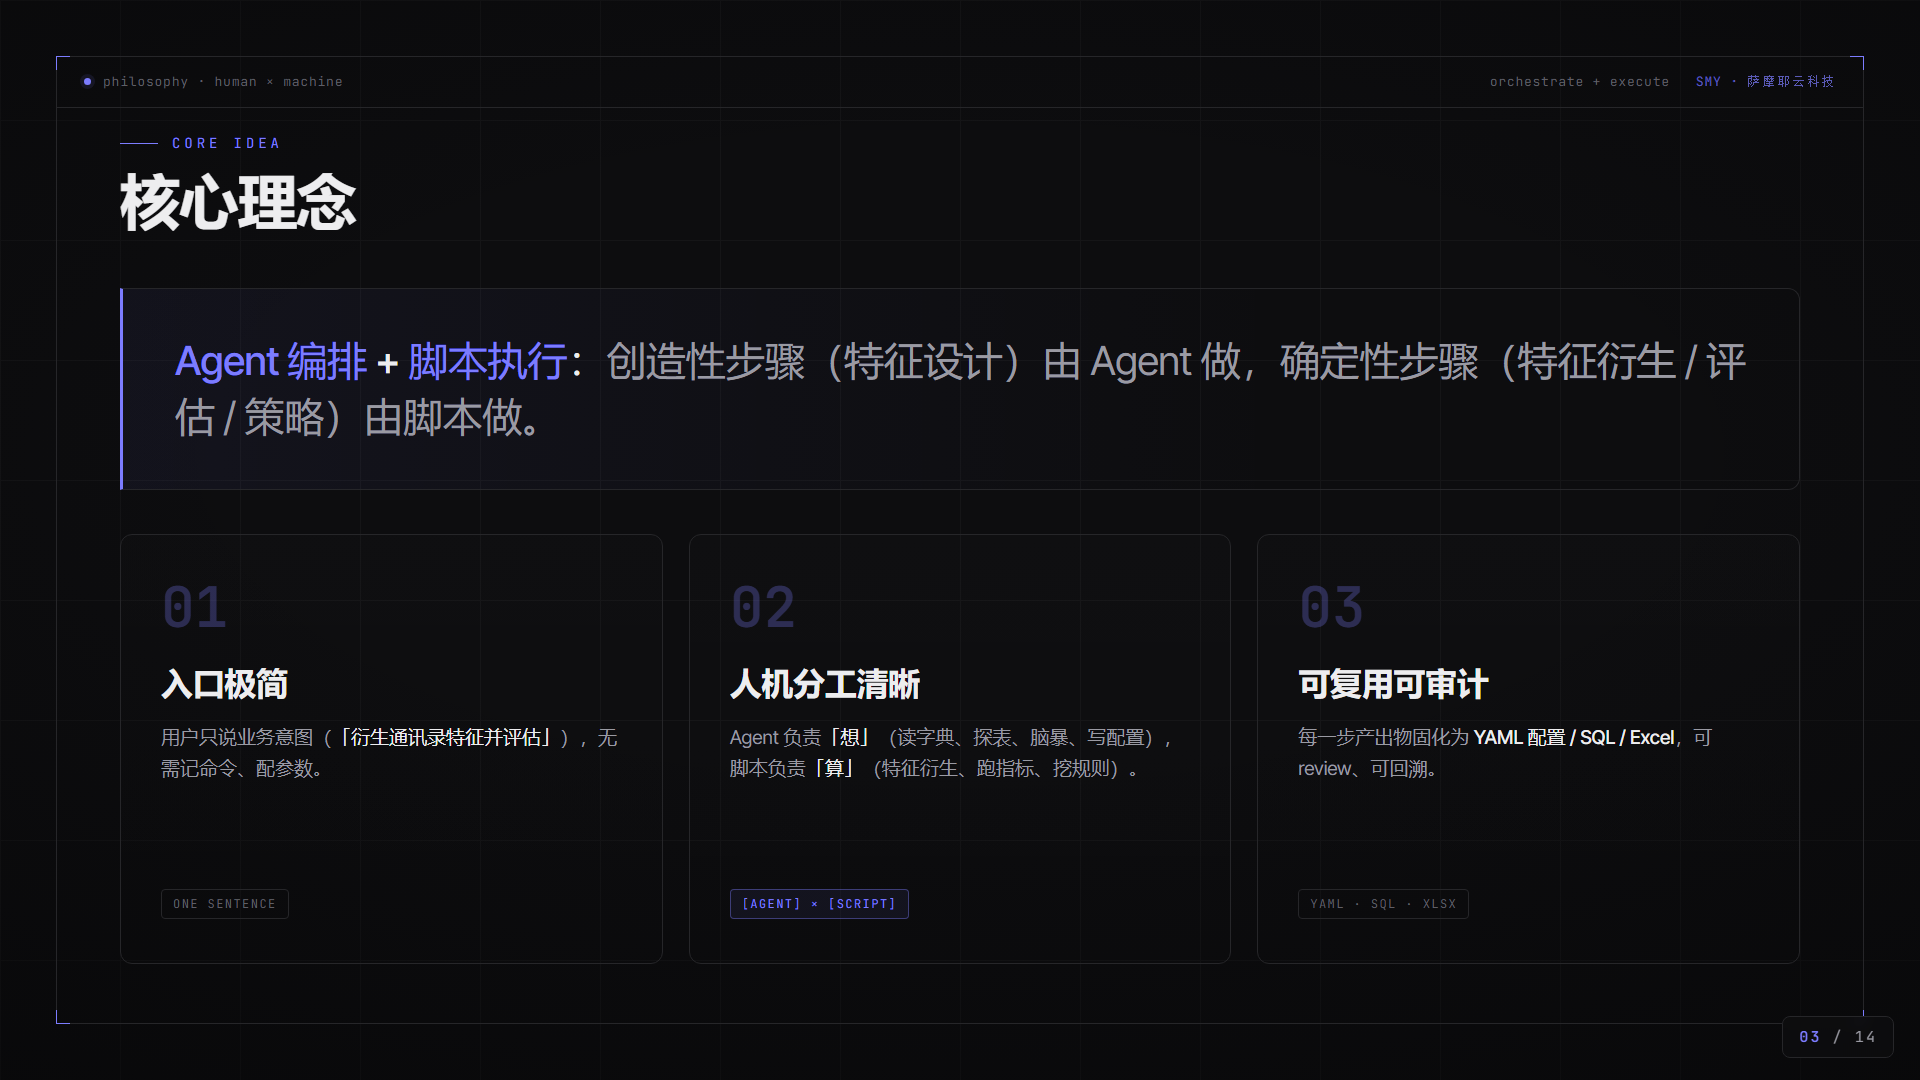 philosophy · human × machine
orchestrate + execute
SMY · 萨摩耶云科技
CORE IDEA
核心理念
Agent 编排 + 脚本执行：创造性步骤（特征设计）由 Agent 做，确定性步骤（特征衍生 / 评
估 / 策略）由脚本做。
01
入口极简
用户只说业务意图（「衍生通讯录特征并评估」），无
需记命令、配参数。
ONE SENTENCE
02
人机分工清晰
Agent 负责「想」（读字典、探表、脑暴、写配置），
脚本负责「算」（特征衍生、跑指标、挖规则）。
[AGENT] × [SCRIPT]
03
可复用可审计
每一步产出物固化为 YAML 配置 / SQL / Excel，可
review、可回溯。
YAML · SQL · XLSX
03 / 14